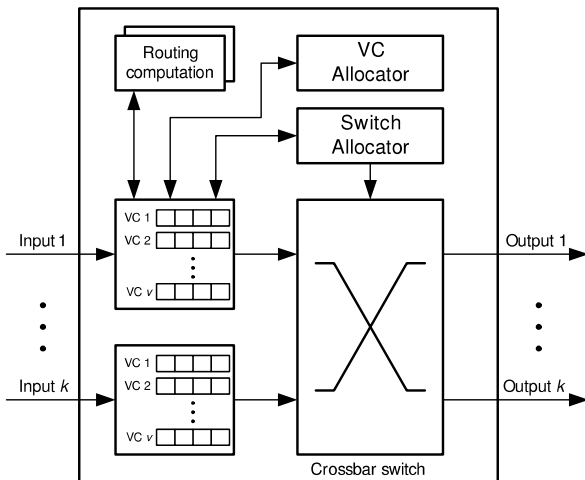 Routing
computation
VC
Allocator
Switch
Allocator
Input 1
VC 1
VC 2
VC v
Output 1
Input k
VC 1
VC 2
VC v
Output k
Crossbar switch